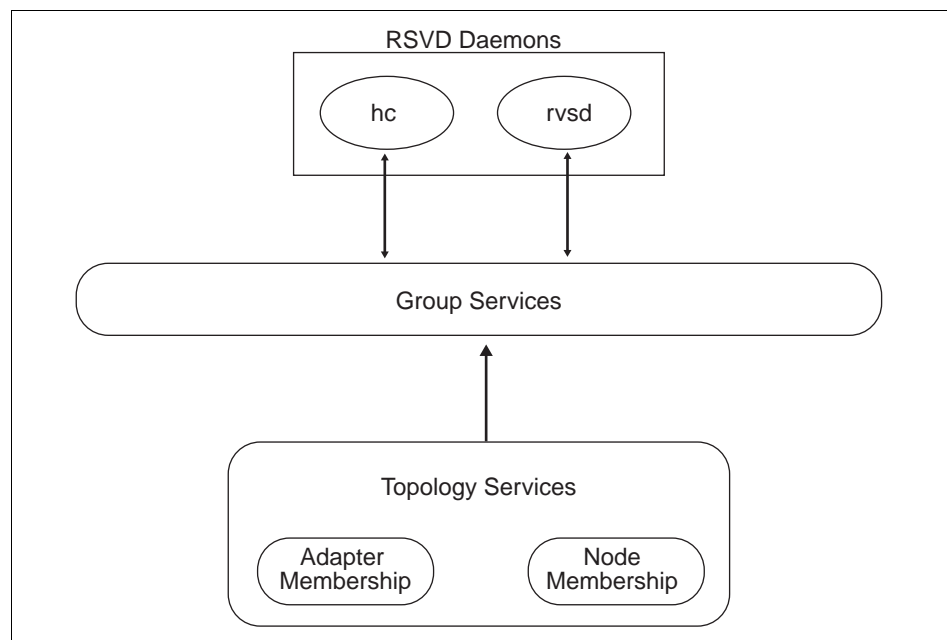 RSVD Daemons
hc
rvsd
Group Services
Topology Services
Adapter
Membership
Node
Membership